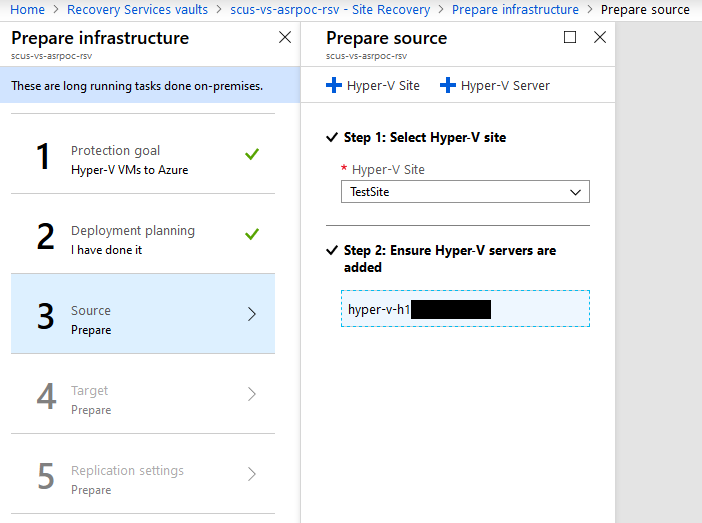 Home > Recovery Services vaults > scus-vs-asrpoc-rsv - Site Recovery > Prepare infrastructure > Prepare source
Prepare infrastructure
scus-vs-asrpoc-rsv
These are long running tasks done on-premises.
1
Protection goal
Hyper-V VMs to Azure
2
Deployment planning
I have done it
3
Source
Prepare
4
Target
Prepare
5
Replication settings
Prepare
Prepare source
scus-vs-asrpoc-rsv
Hyper-V Site
Hyper-V Server
Step 1: Select Hyper-V site
* Hyper-V Site
TestSite
Step 2: Ensure Hyper-V servers are
added
hyper-v-h1